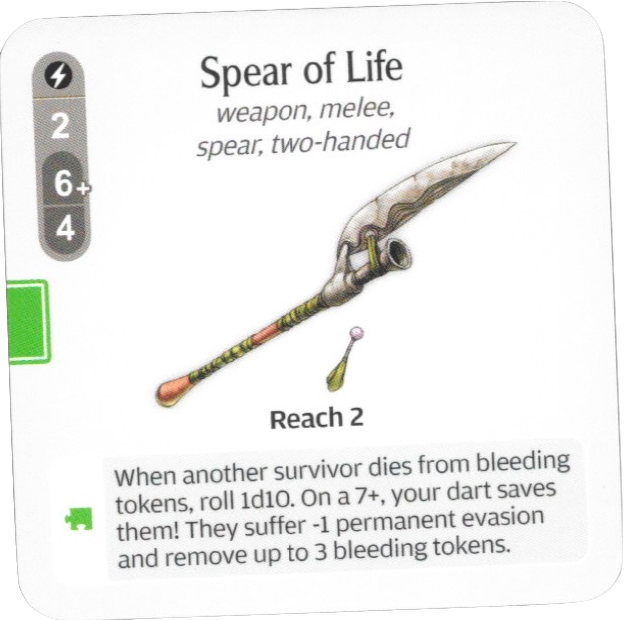 Spear of Life
weapon, melee,
spear, two-handed
2
6+
4
Reach 2
When another survivor dies from bleeding
tokens, roll 1d10. On a 7+, your dart saves
them! They suffer -1 permanent evasion
and remove up to 3 bleeding tokens.